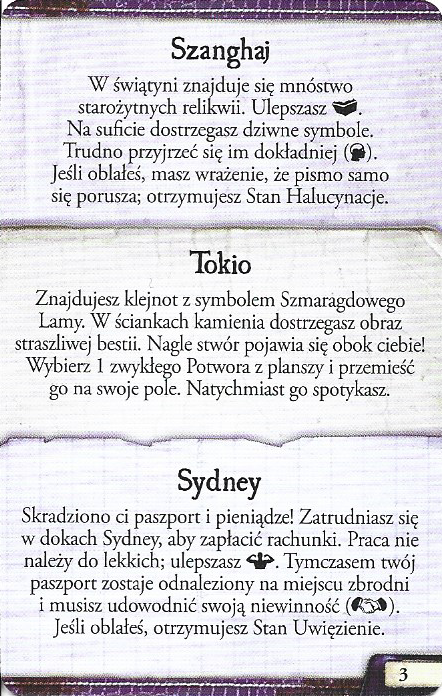 Szanghaj
W świątyni znajduje się mnóstwo
starożytnych relikwii. Ulepszasz .
Na suficie dostrzegasz dziwne symbole.
Trudno przyjrzeć się im dokładniej ( ).
Jeśli oblałeś, masz wrażenie, że pismo samo
się porusza; otrzymujesz Stan Halucynacje.
Tokio
Znajdujesz klejnot z symbolem Szmaragdowego
Lamy. W ściankach kamienia dostrzegasz obraz
straszliwej bestii. Nagle stwór pojawia się obok ciebie!
Wybierz 1 zwykłego Potwora z planszy i przemieść
go na swoje pole. Natychmiast go spotykasz.
Sydney
Skradziono ci paszport i pieniądze! Zatrudniasz się
w dokach Sydney, aby zapłacić rachunki. Praca nie
należy do lekkich; ulepszasz . Tymczasem twój
paszport zostaje odnaleziony na miejscu zbrodni
i musisz udowodnić swoją niewinność ( ).
Jeśli oblałeś, otrzymujesz Stan Uwięzienie.
3